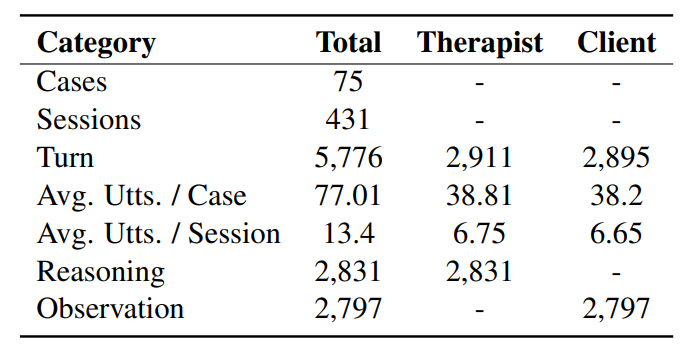 Category Total Therapist Client
Cases 75 - -
Sessions 431 - -
Turn 5,776 2,911 2,895
Avg. Utts. / Case 77.01 38.81 38.2
Avg. Utts. / Session 13.4 6.75 6.65
Reasoning 2,831 2,831 -
Observation 2,797 - 2,797